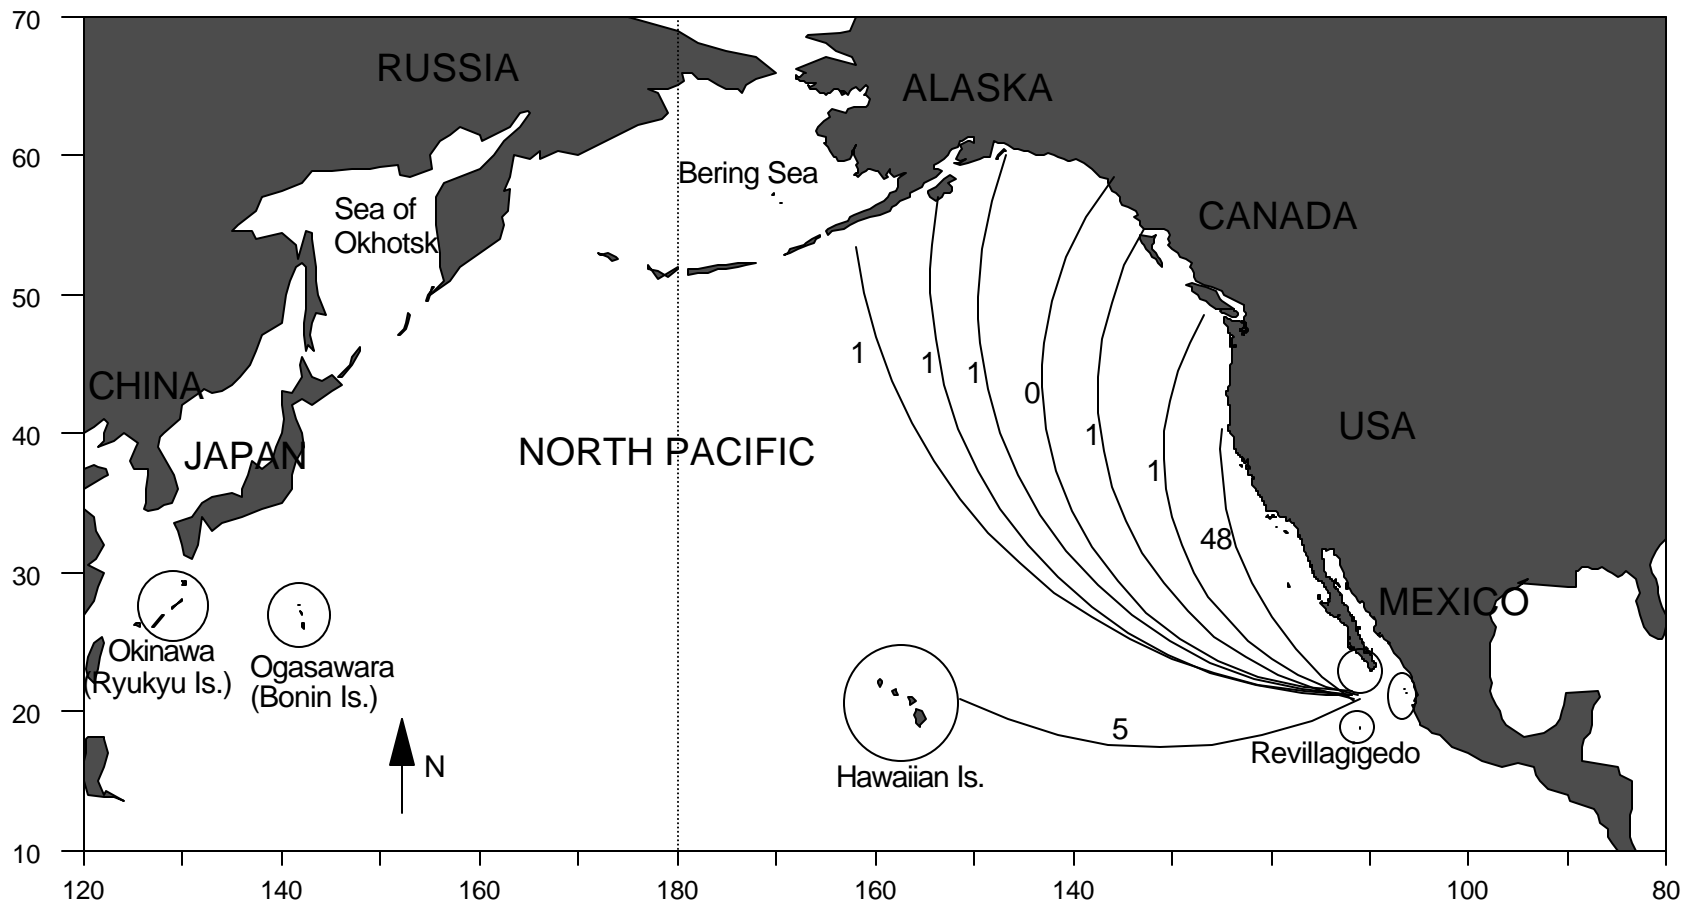 70
RUSSIA
ALASKA
60
Bering Sea
Sea of
Okhotsk
CANADA
50
1
1
1
0
CHINA
1
USA
40
JAPAN
NORTH PACIFIC
1
48
30
MEXICO
Okinawa
(Ryukyu Is.)
Ogasawara
(Bonin Is.)
20
5
Revillagigedo
N
Hawaiian Is.
10
120 140 160 180 160 140 100 80